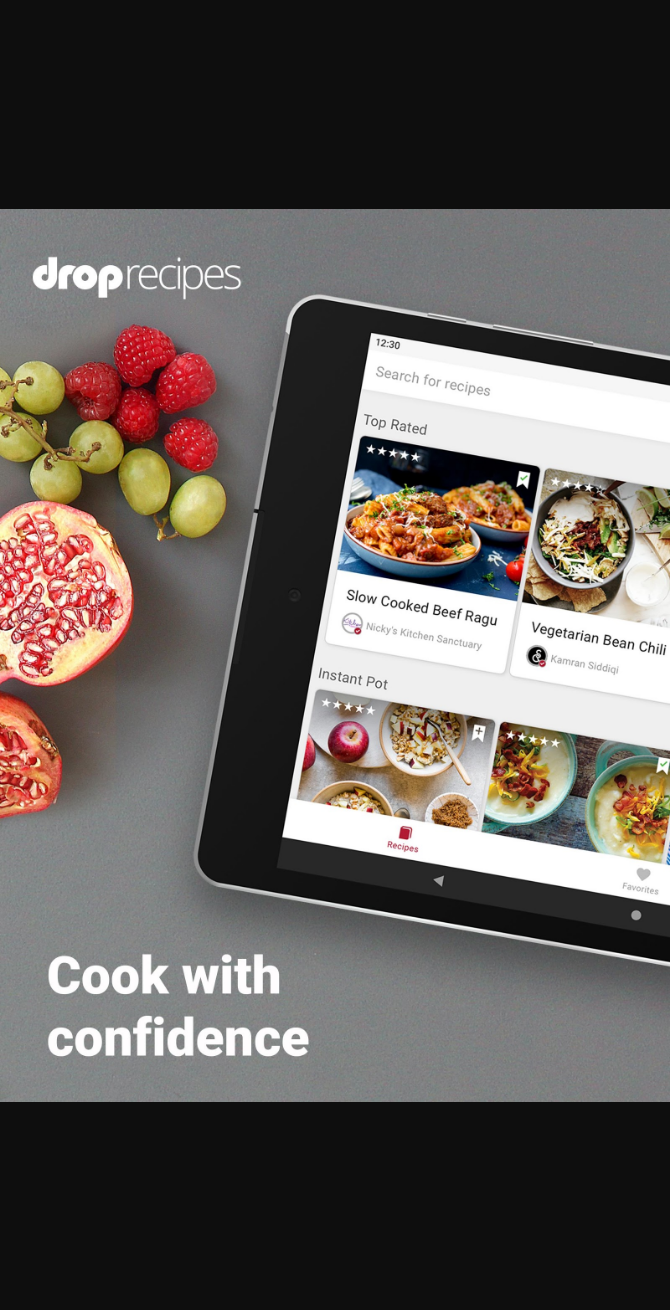 droprecipes
12:30
Search for recipes
Top Rated
Slow Cooked Beef Ragu
Nicky's Kitchen Sanctuary
Vegetarian Bean Chili
Kamran Siddiqi
Instant Pot
Recipes
Favorites
Cook with
confidence